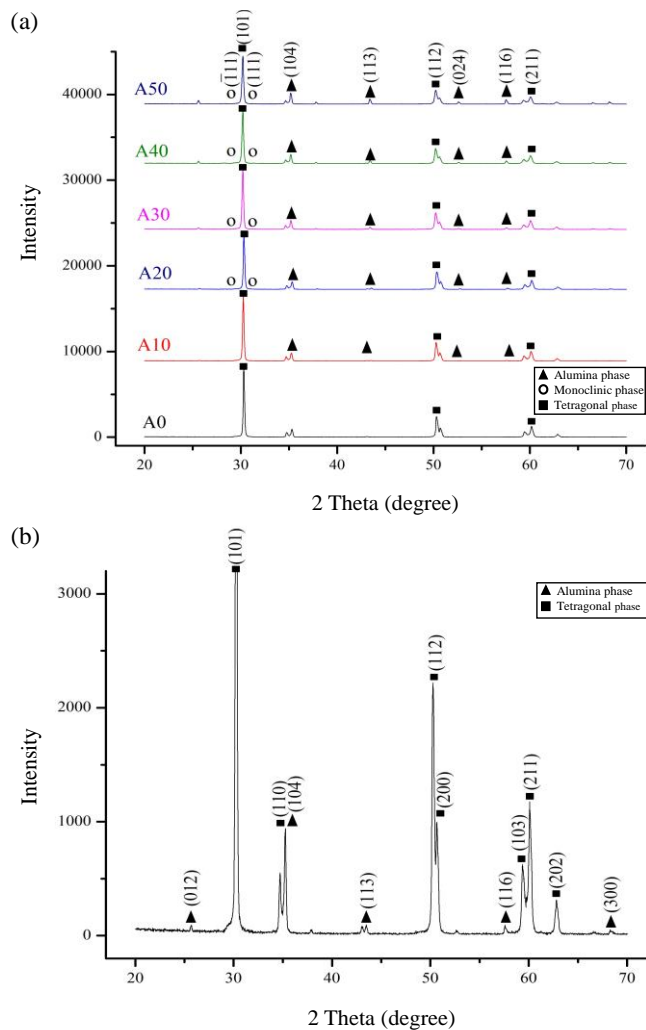 (a)
(1̅11)
(101)
(111)
(104)
(113)
(112)
(024)
(116)
(211)
A50
A40
A30
A20
A10
A0
40000
30000
20000
10000
0
Intensity
▲ Alumina phase
○ Monoclinic phase
■ Tetragonal phase
20 30 40 50 60 70
2 Theta (degree)
(b)
(101)
3000
2000
1000
0
Intensity
▲ Alumina phase
■ Tetragonal phase
(012)
(110)
(104)
(113)
(112)
(200)
(116)
(103)
(211)
(202)
(300)
20 30 40 50 60 70
2 Theta (degree)